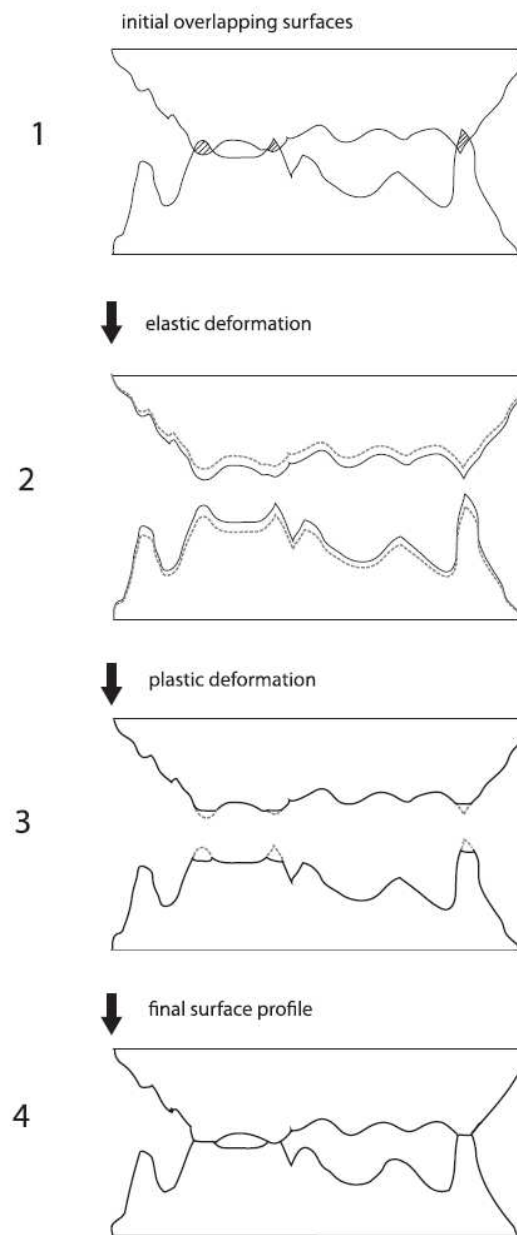 initial overlapping surfaces
1
elastic deformation
2
plastic deformation
3
final surface profile
4